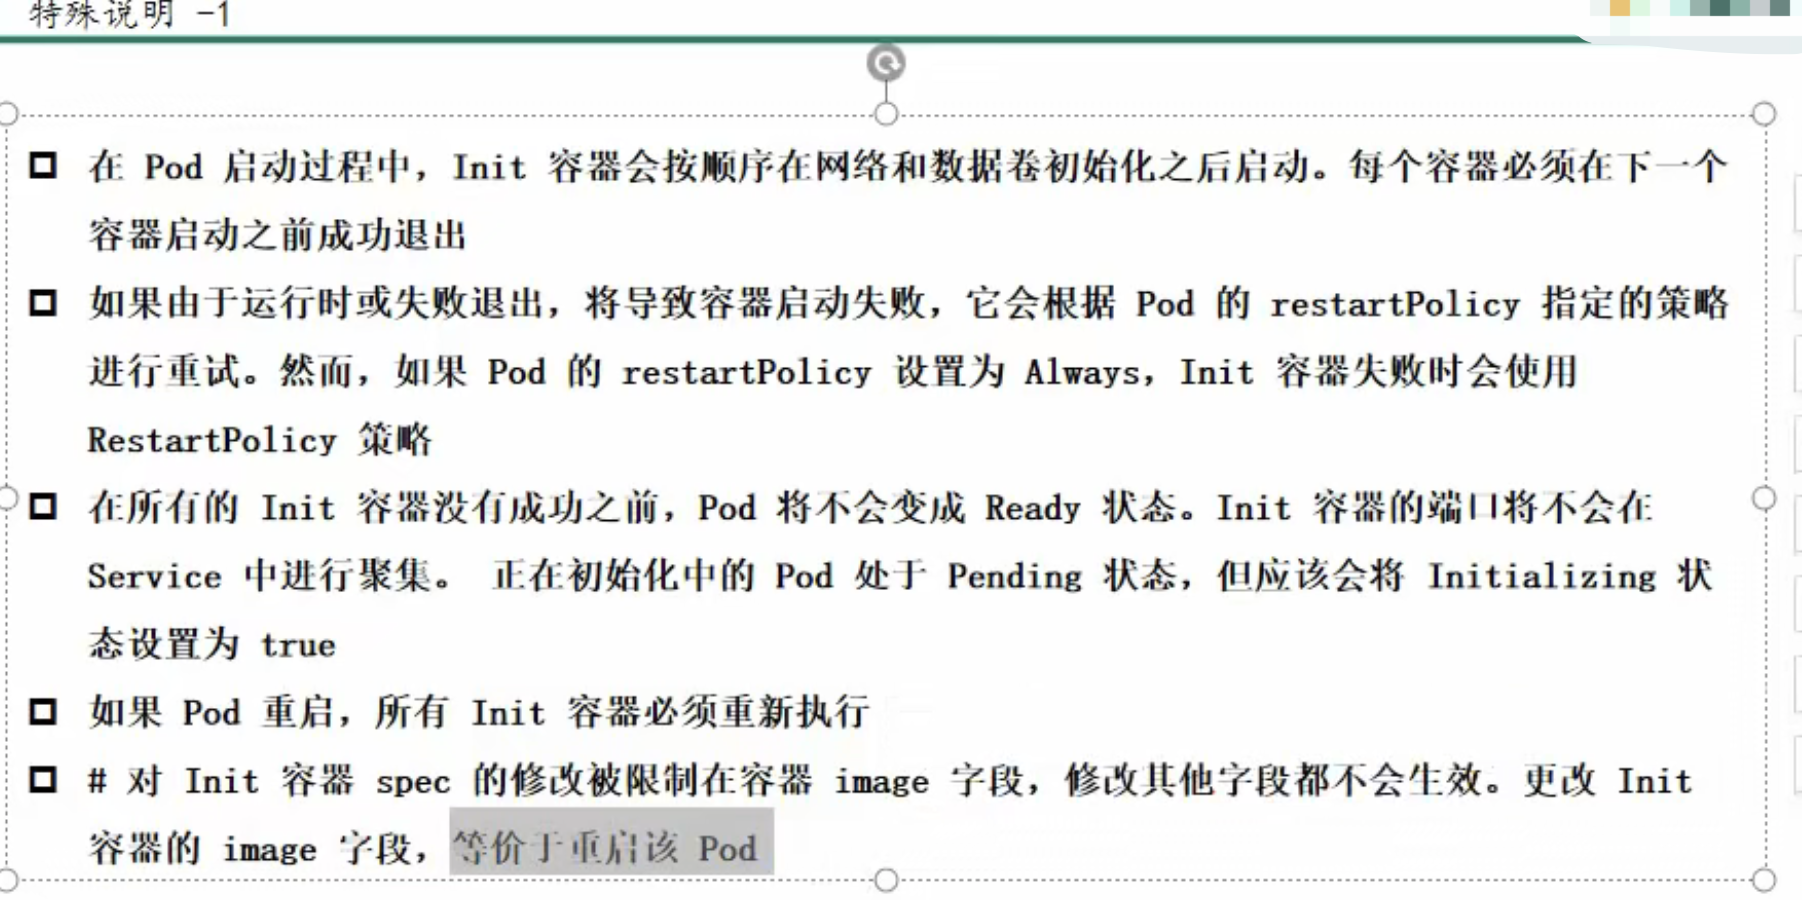 特殊说明 -1
在 Pod 启动过程中，Init 容器会按顺序在网络和数据卷初始化之后启动。每个容器必须在下一个
容器启动之前成功退出
如果由于运行时或失败退出，将导致容器启动失败，它会根据 Pod 的 restartPolicy 指定的策略
进行重试。然而，如果 Pod 的 restartPolicy 设置为 Always，Init 容器失败时会使用
RestartPolicy 策略
在所有的 Init 容器没有成功之前，Pod 将不会变成 Ready 状态。Init 容器的端口将不会在
Service 中进行聚集。 正在初始化中的 Pod 处于 Pending 状态，但应该会将 Initializing 状
态设置为 true
如果 Pod 重启，所有 Init 容器必须重新执行
# 对 Init 容器 spec 的修改被限制在容器 image 字段，修改其他字段都不会生效。更改 Init
容器的 image 字段，等价于重启该 Pod